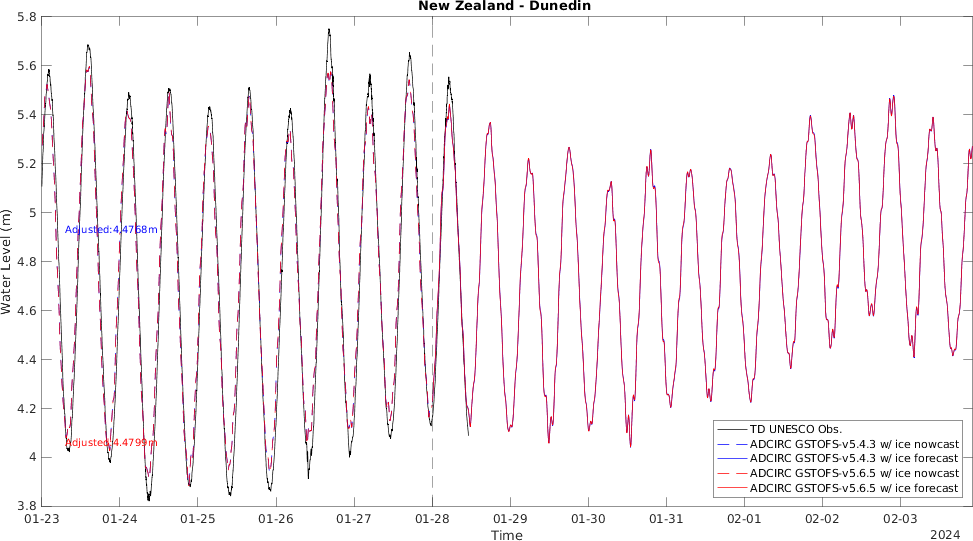 New Zealand - Dunedin
5.8
5.6
5.4
5.2
5
4.8
4.6
4.4
4.2
4
3.8
Water Level (m)
Adjusted:4.4768m
Adjusted:4.4799m
TD UNESCO Obs.
ADCIRC GSTOFS-v5.4.3 w/ ice nowcast
ADCIRC GSTOFS-v5.4.3 w/ ice forecast
ADCIRC GSTOFS-v5.6.5 w/ ice nowcast
ADCIRC GSTOFS-v5.6.5 w/ ice forecast
01-23 01-24 01-25 01-26 01-27 01-28 01-29 01-30 01-31 02-01 02-02 02-03
Time
2024